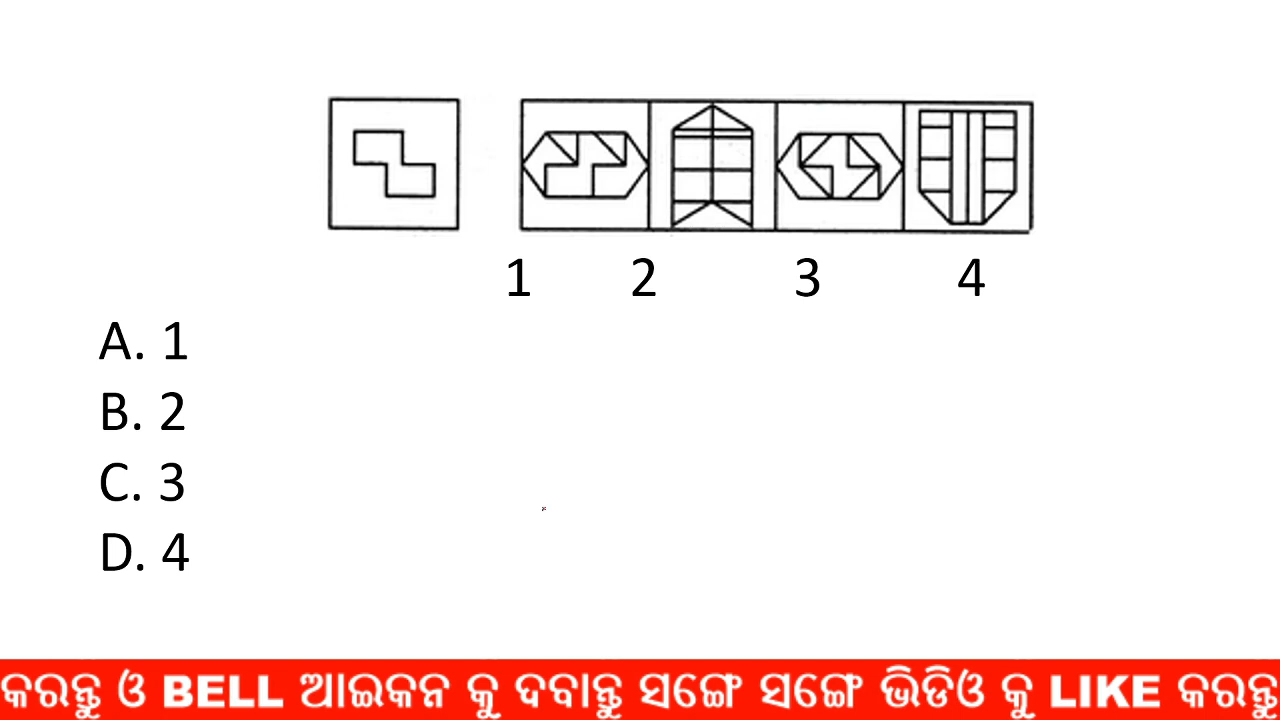 1 2 3 4
A. 1
B. 2
C. 3
D. 4
କରନ୍ତୁ ଓ BELL ଆଇକନ କୁ ଦବାନ୍ତୁ ସଙ୍ଗେ ସଙ୍ଗେ ଭିଡିଓ କୁ LIKE କରନ୍ତୁ